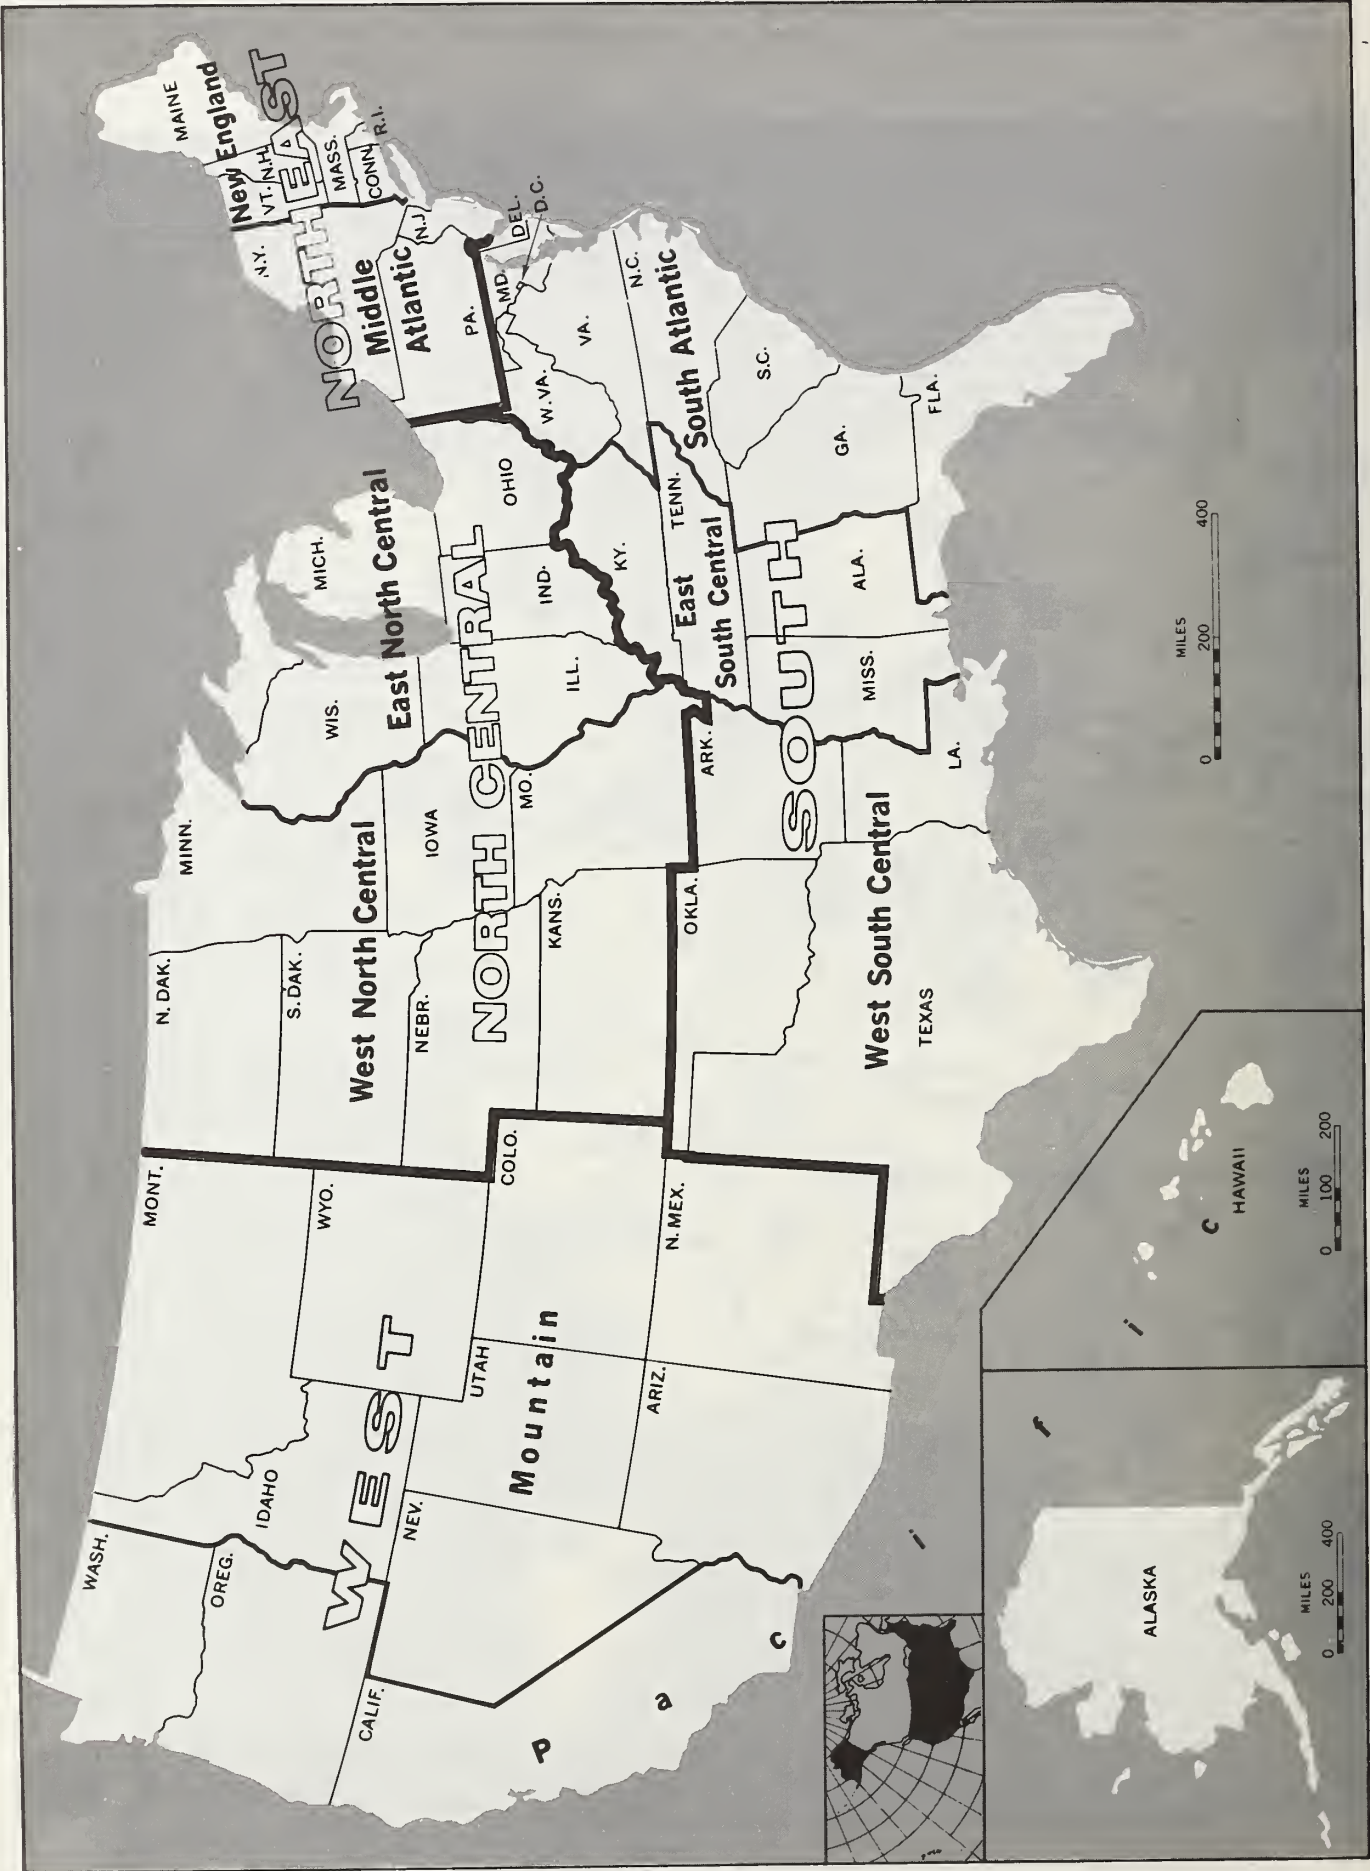 WEST
NORTH CENTRAL
NORTHEAST
SOUTH
Pacific
Mountain
West North Central
East North Central
Middle
Atlantic
New England
West South Central
East
South Central
South Atlantic
WASH.
OREG.
CALIF.
IDAHO
NEV.
MONT.
WYO.
UTAH
COLO.
ARIZ.
N. MEX.
N. DAK.
S. DAK.
NEBR.
KANS.
MINN.
IOWA
MO.
WIS.
ILL.
MICH.
IND.
OHIO
OKLA.
TEXAS
ARK.
LA.
KY.
TENN.
MISS.
ALA.
MAINE
VT.
N.H.
MASS.
CONN.
R.I.
N.Y.
N.J.
PA.
DEL.
D.C.
MD.
W. VA.
VA.
N.C.
S.C.
GA.
FLA.
ALASKA
MILES
0 200 400
HAWAII
MILES
0 100 200
MILES
0 200 400